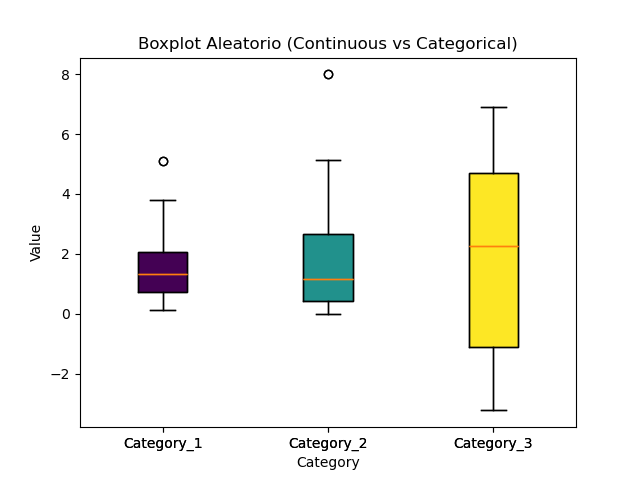 Boxplot Aleatorio (Continuous vs Categorical)
8
6
4
2
0
−2
Value
Category_1 Category_2 Category_3
Category